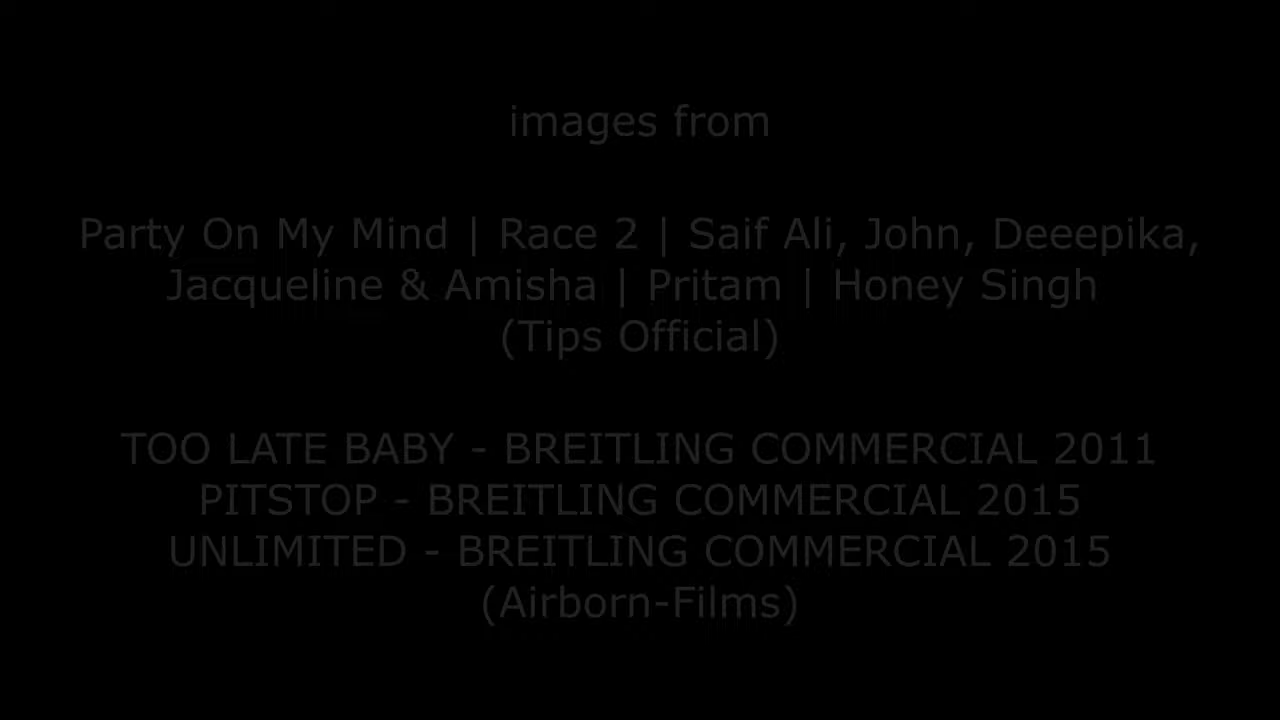 images from
Party On My Mind | Race 2 | Saif Ali, John, Deeepika,
Jacqueline & Amisha | Pritam | Honey Singh
(Tips Official)
TOO LATE BABY - BREITLING COMMERCIAL 2011
PITSTOP - BREITLING COMMERCIAL 2015
UNLIMITED - BREITLING COMMERCIAL 2015
(Airborn-Films)